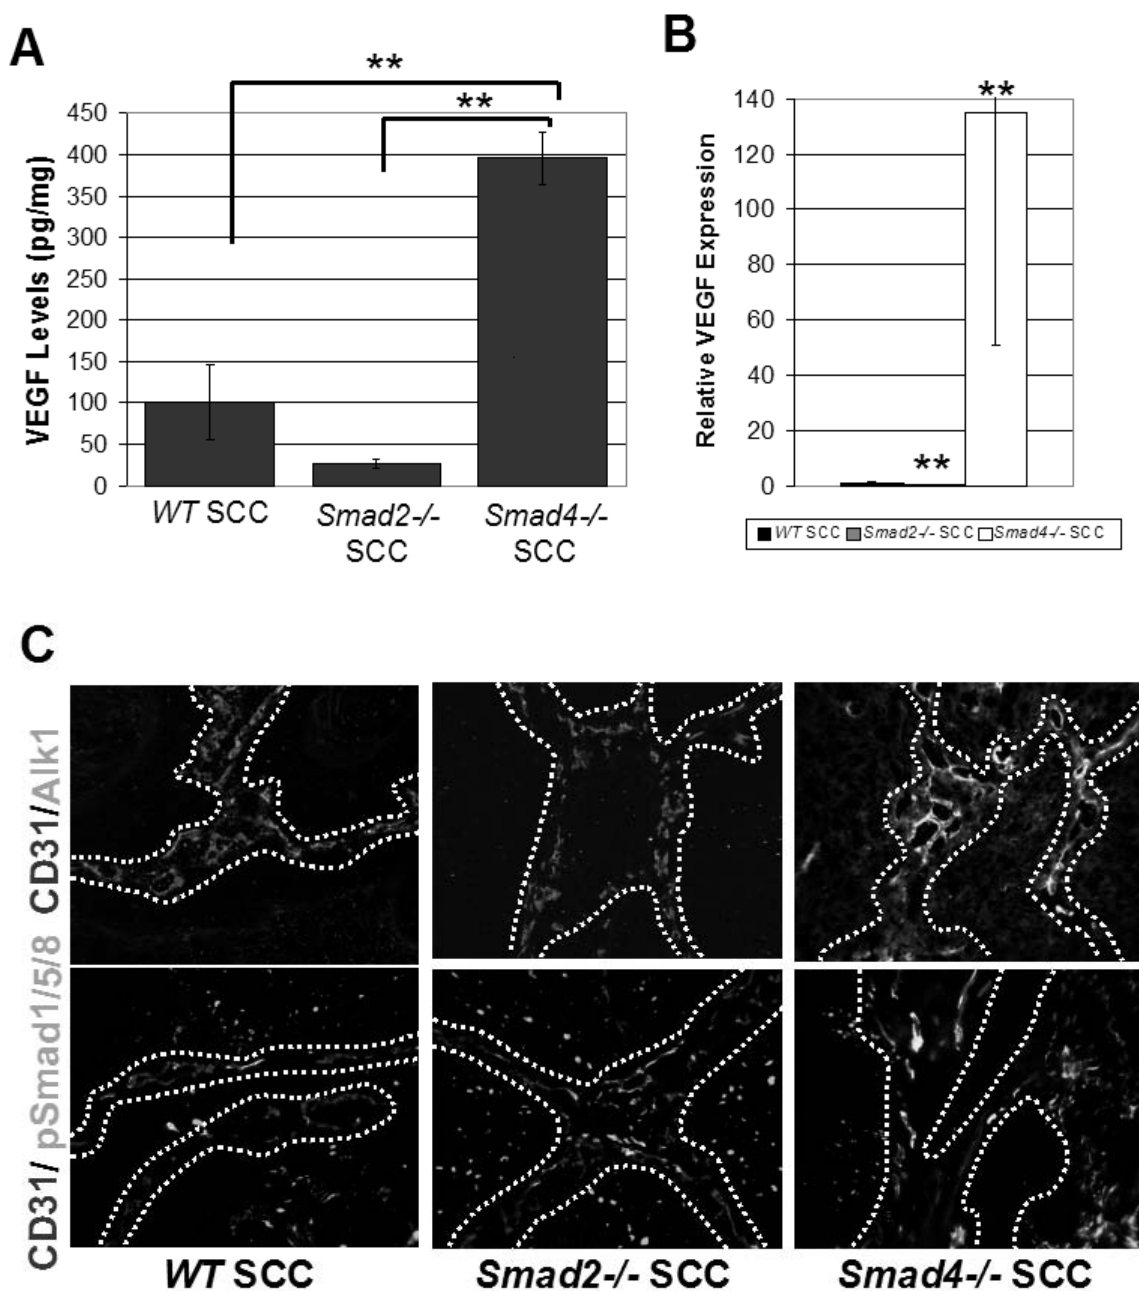 A
**
**
VEGF Levels (pg/mg)
450
400
350
300
250
200
150
100
50
0
WT SCC
Smad2-/- SCC
Smad4-/- SCC
B
**
Relative VEGF Expression
140
120
100
80
60
40
20
0
**
WT SCC Smad2-/- SCC Smad4-/- SCC
C
CD31/Alk1
CD31/ pSmad1/5/8
WT SCC
Smad2-/- SCC
Smad4-/- SCC